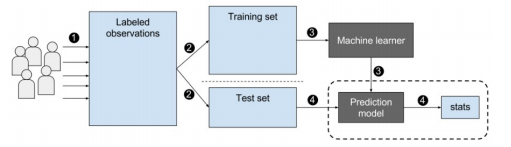 Labeled
observations
Training set
Test set
Machine learner
Prediction
model
stats
1
2
2
3
3
4
4